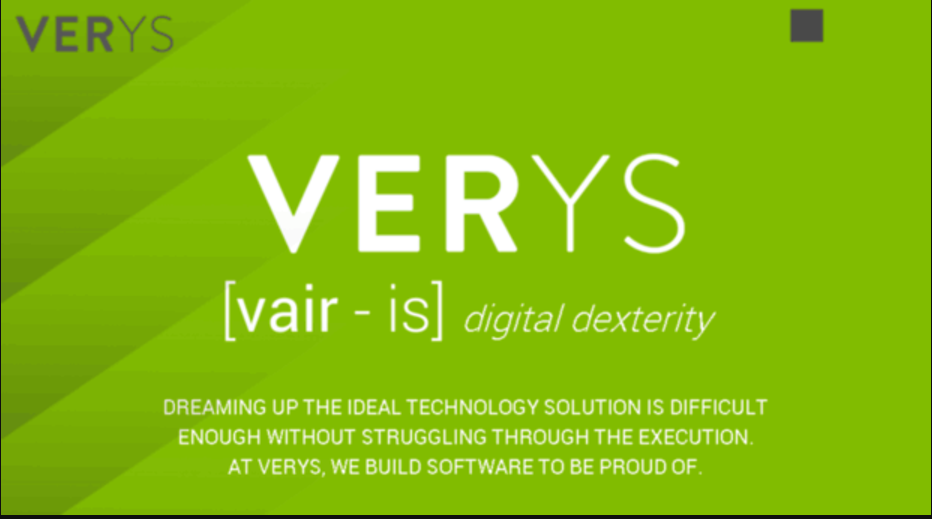 VERYS
VERYS
[vair - is] digital dexterity
DREAMING UP THE IDEAL TECHNOLOGY SOLUTION IS DIFFICULT
ENOUGH WITHOUT STRUGGLING THROUGH THE EXECUTION.
AT VERYS, WE BUILD SOFTWARE TO BE PROUD OF.